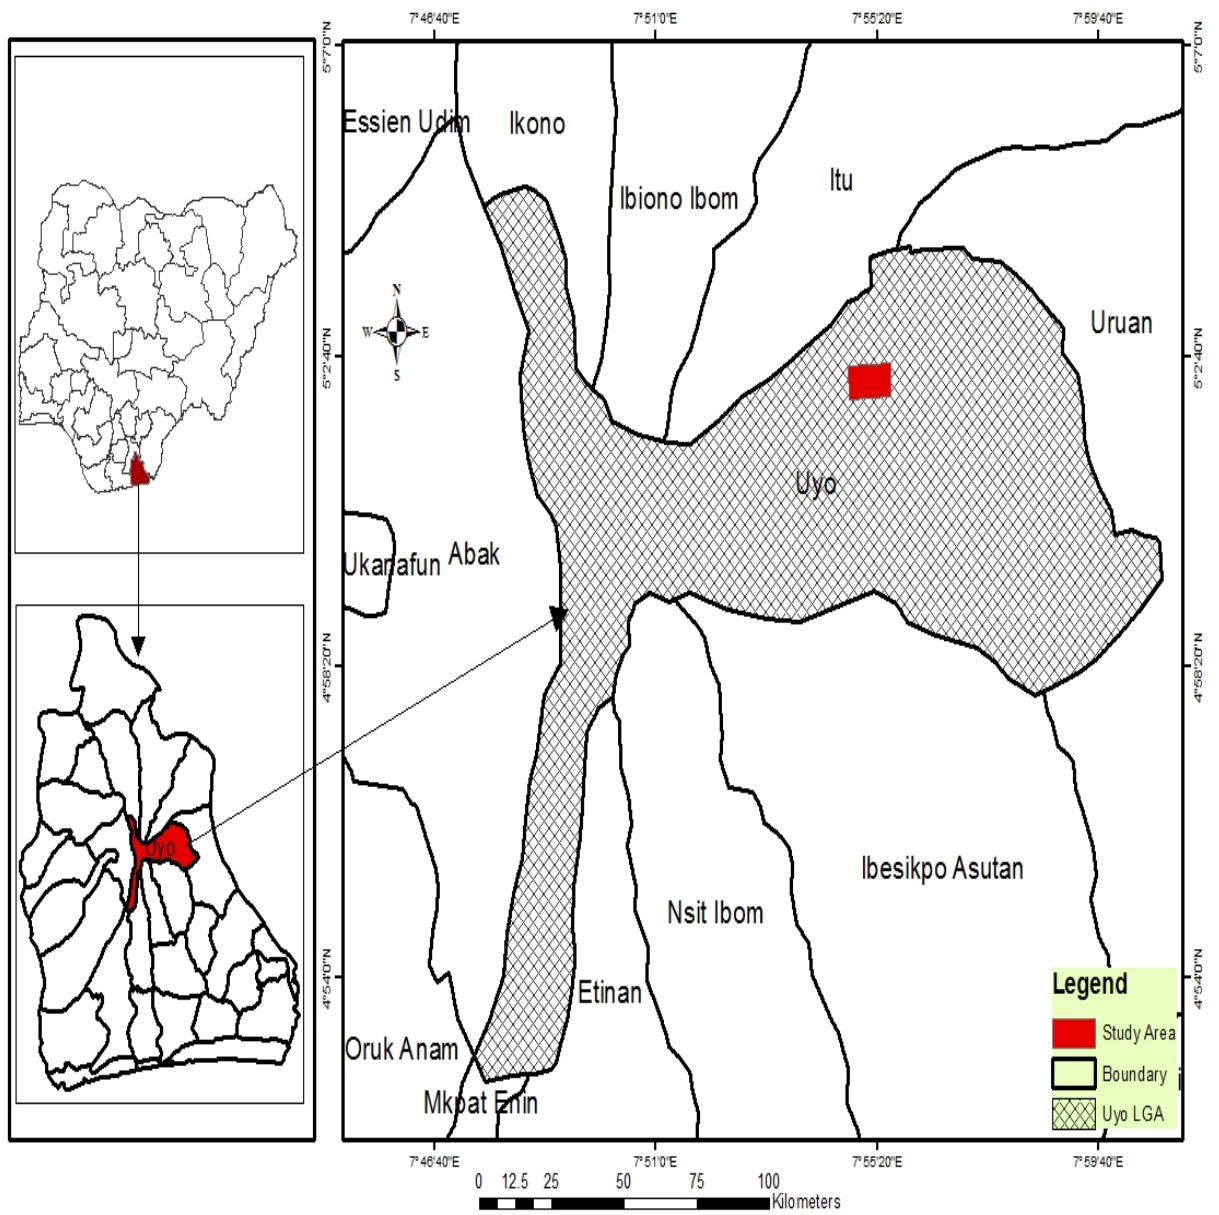 7°46'40"E 7°51'0"E 7°55'20"E 7°59'40"E
5°7'0"N 5°7'0"N
Essien Udim Ikono
Itu
Ibiono Ibom
N
W E
S
Uruan
5°2'40"N 5°2'40"N
Uyo
Ukanafun Abak
4°58'20"N 4°58'20"N
Uyo
Ibesikpo Asutan
Nsit Ibom
4°54'0"N 4°54'0"N
Etinan
Legend
Study Area
Oruk Anam
Boundary
Mkpat Enin
Uyo LGA
7°46'40"E 7°51'0"E 7°55'20"E 7°59'40"E
0 12.5 25 50 75 100
Kilometers